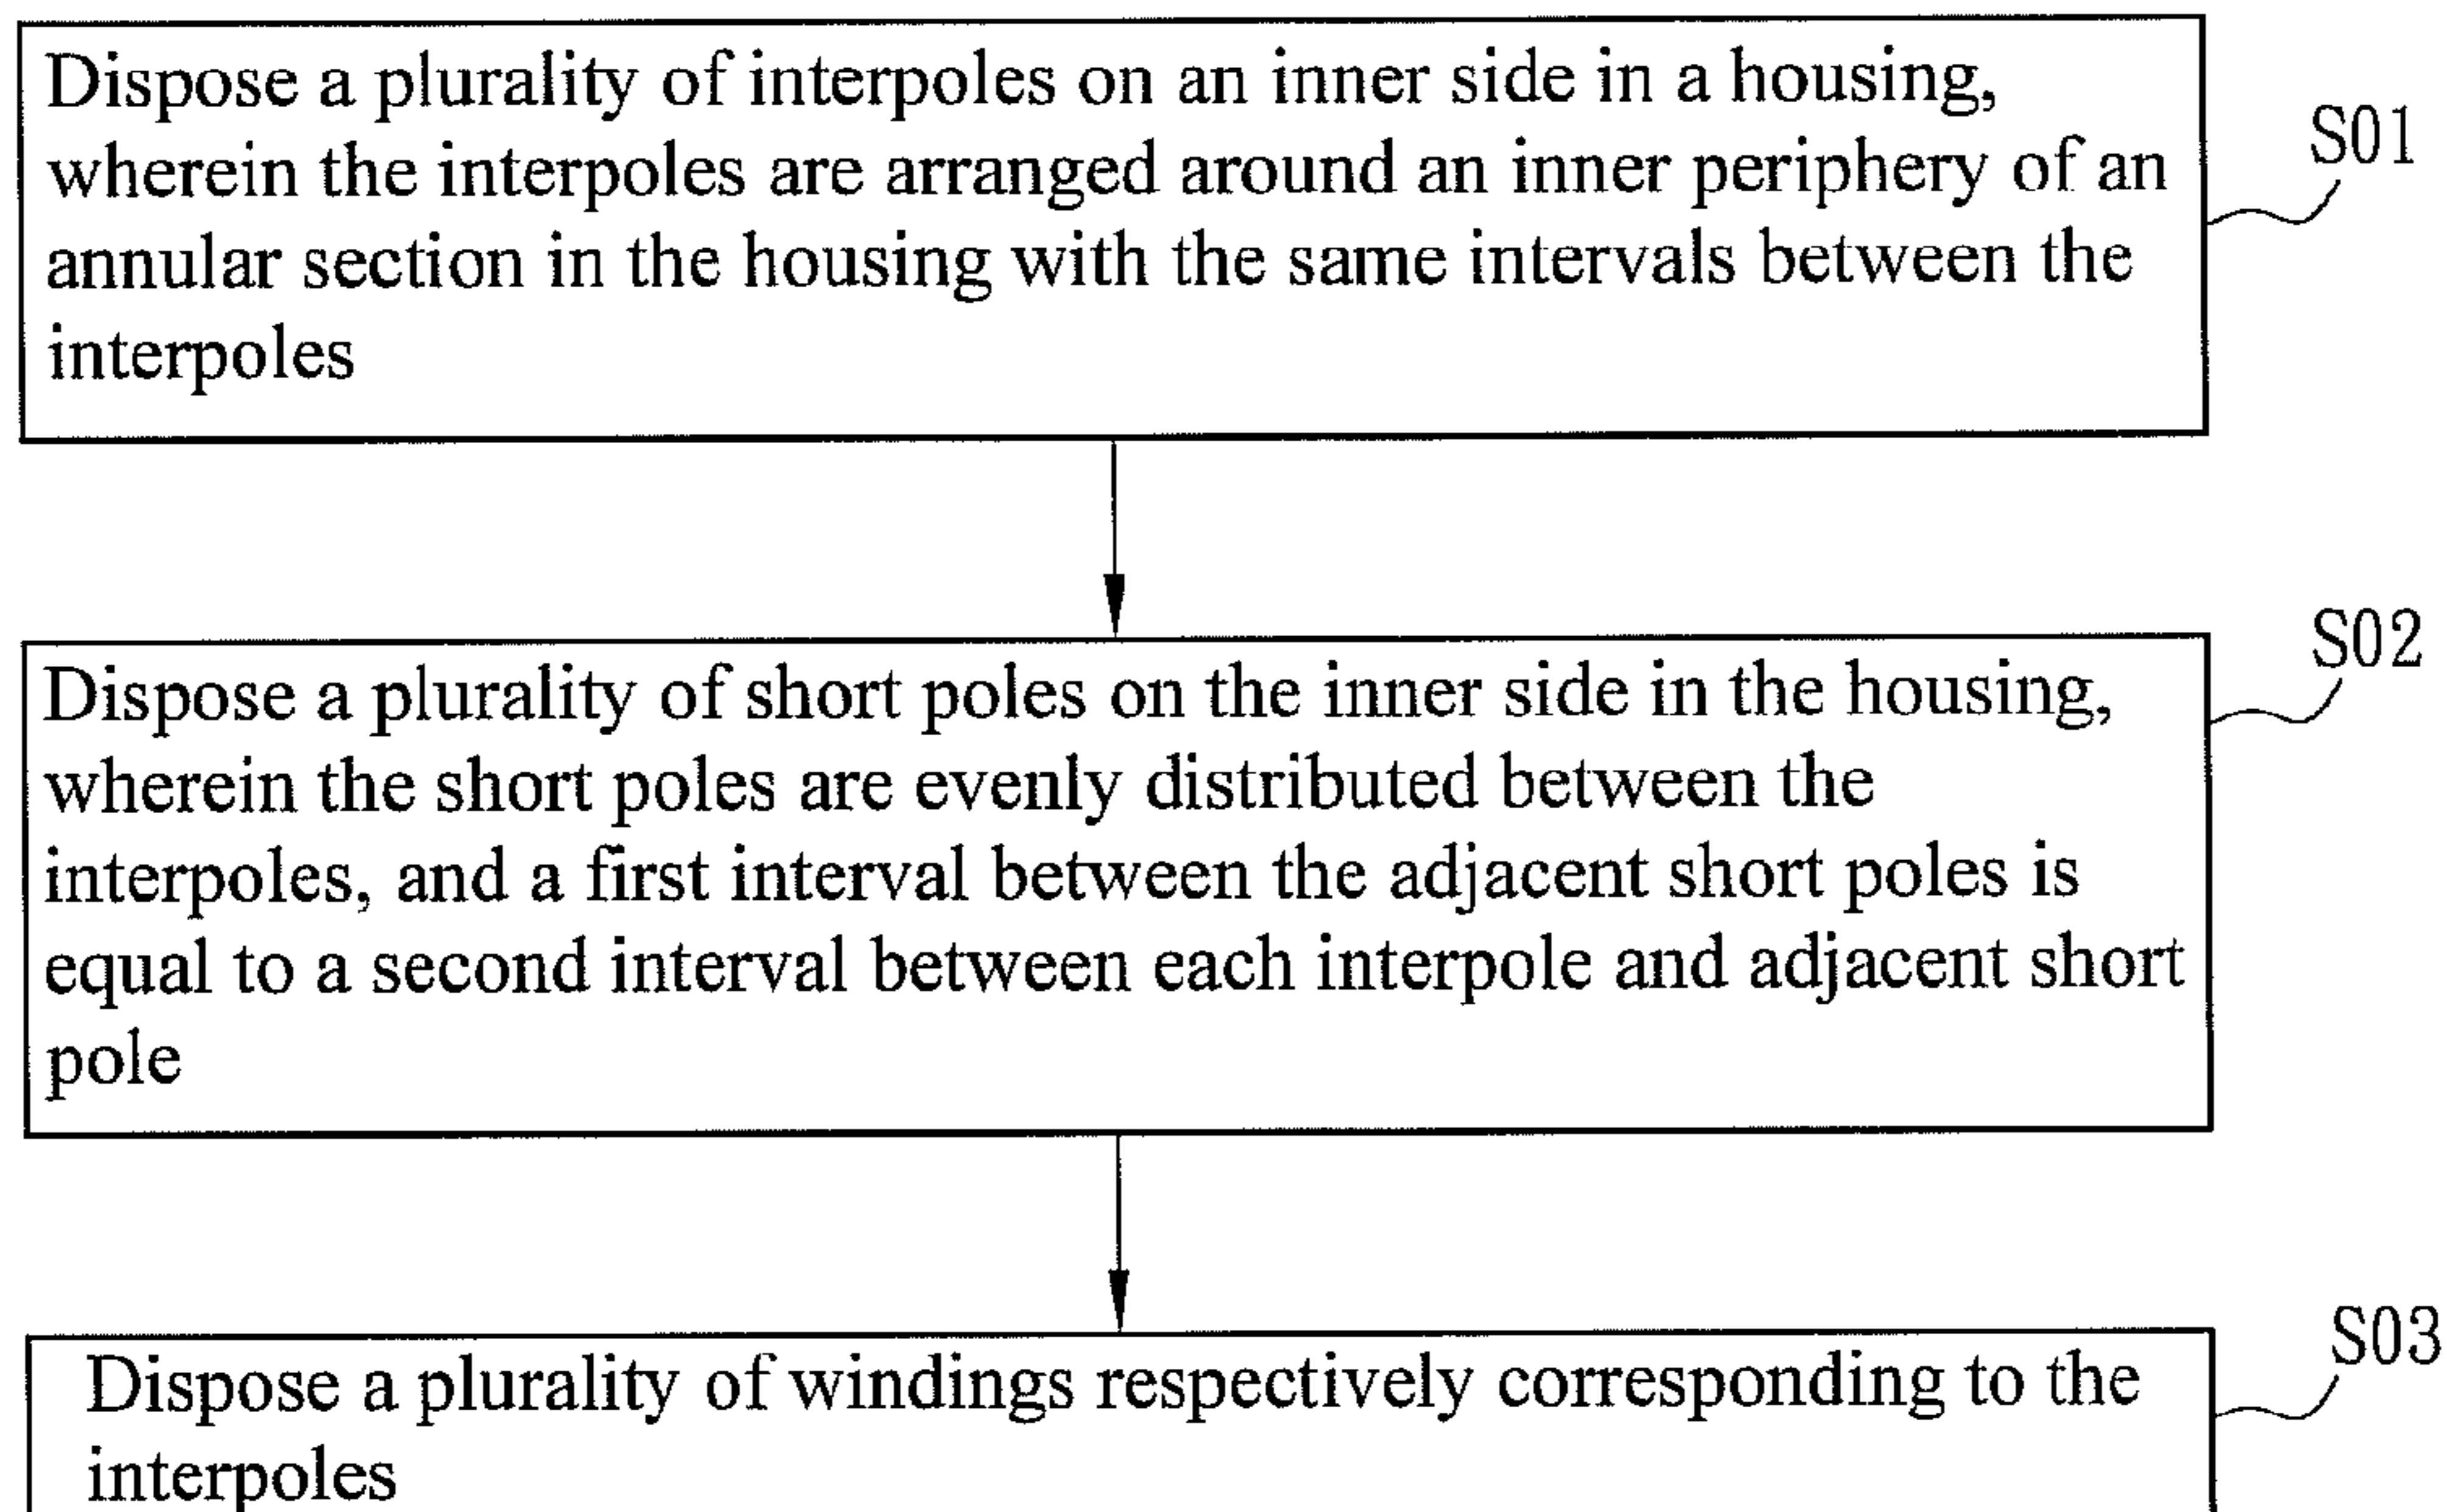 Dispose a plurality of interpoles on an inner side in a housing,
wherein the interpoles are arranged around an inner periphery of an
annular section in the housing with the same intervals between the
interpoles
S01
Dispose a plurality of short poles on the inner side in the housing,
wherein the short poles are evenly distributed between the
interpoles, and a first interval between the adjacent short poles is
equal to a second interval between each interpole and adjacent short
pole
S02
Dispose a plurality of windings respectively corresponding to the
interpoles
S03